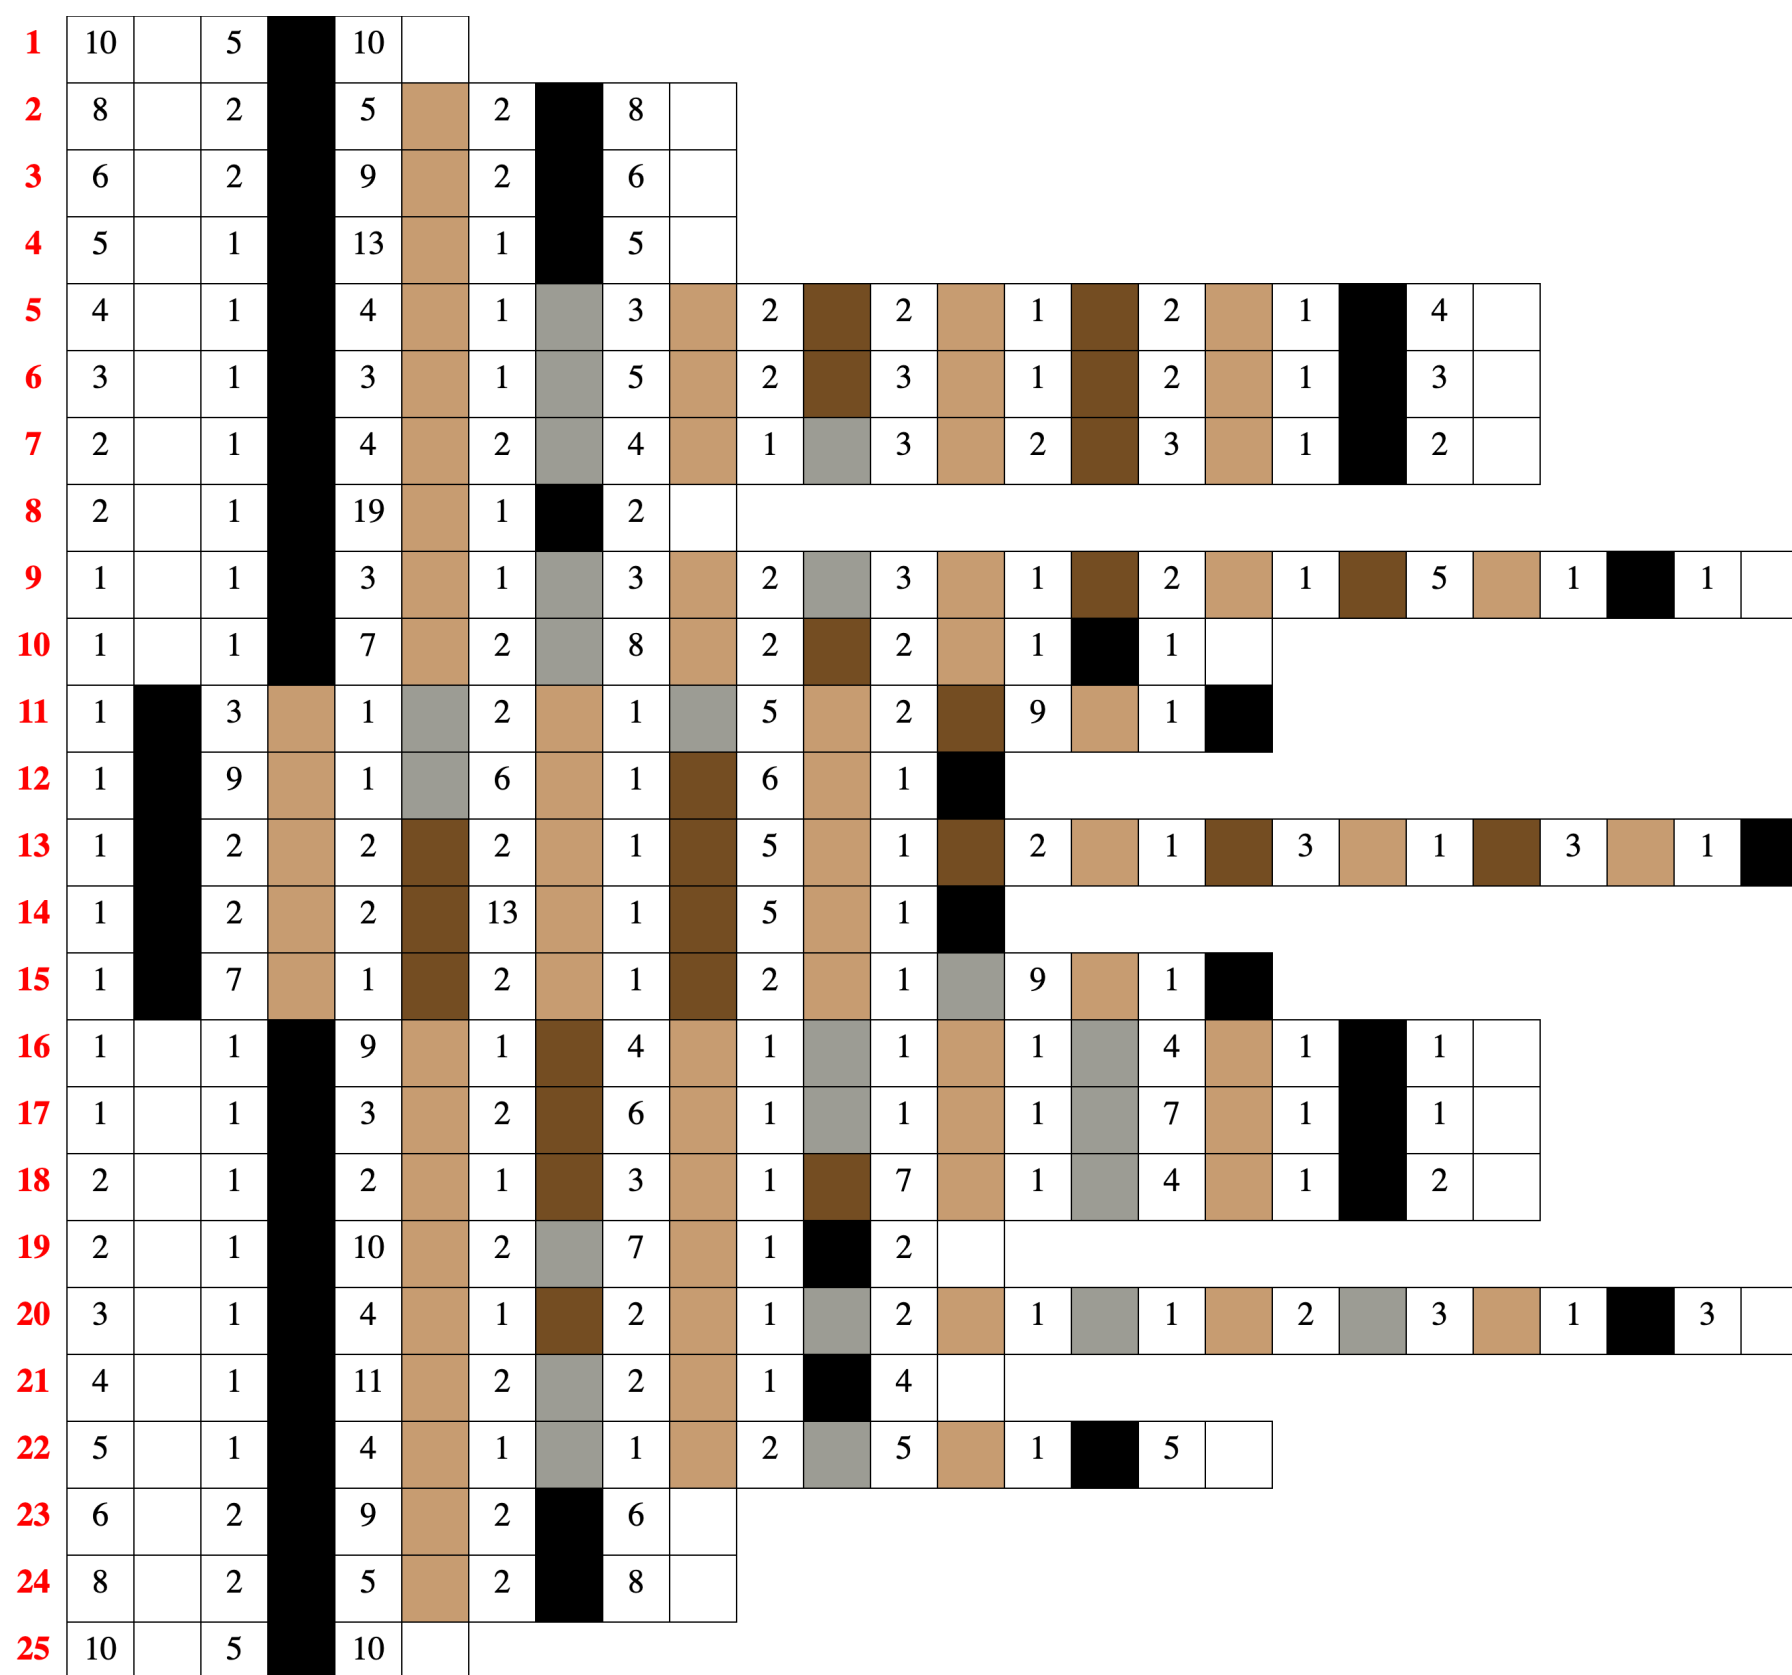 1 10 5 10
2 8 2 5 2 8
3 6 2 9 2 6
4 5 1 13 1 5
5 4 1 4 1 3 2 2 1 2 1 4
6 3 1 3 1 5 2 3 1 2 1 3
7 2 1 4 2 4 1 3 2 3 1 2
8 2 1 19 1 2
9 1 1 3 1 3 2 3 1 2 1 5 1 1
10 1 1 7 2 8 2 2 1 1
11 1 3 1 2 1 5 2 9 1
12 1 9 1 6 1 6 1
13 1 2 2 2 1 5 1 2 1 3 1 3 1
14 1 2 2 13 1 5 1
15 1 7 1 2 1 2 1 9 1
16 1 1 9 1 4 1 1 1 4 1 1
17 1 1 3 2 6 1 1 1 7 1 1
18 2 1 2 1 3 1 7 1 4 1 2
19 2 1 10 2 7 1 2
20 3 1 4 1 2 1 2 1 1 2 3 1 3
21 4 1 11 2 2 1 4
22 5 1 4 1 1 2 5 1 5
23 6 2 9 2 6
24 8 2 5 2 8
25 10 5 10